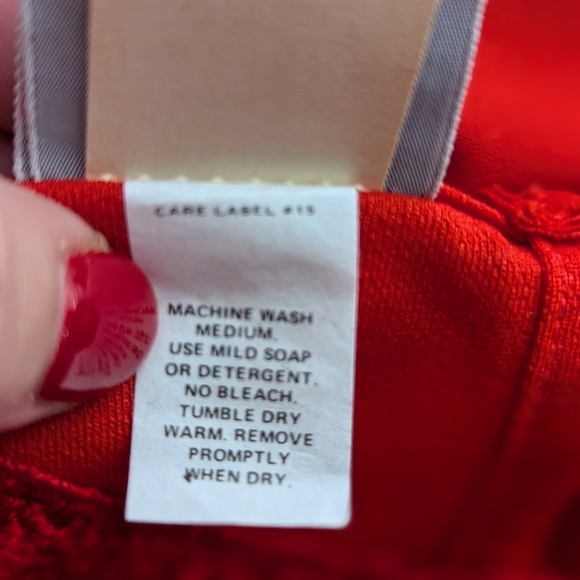 CARE LABEL #15
MACHINE WASH
MEDIUM.
USE MILD SOAP
OR DETERGENT.
NO BLEACH.
TUMBLE DRY
WARM. REMOVE
PROMPTLY
WHEN DRY.